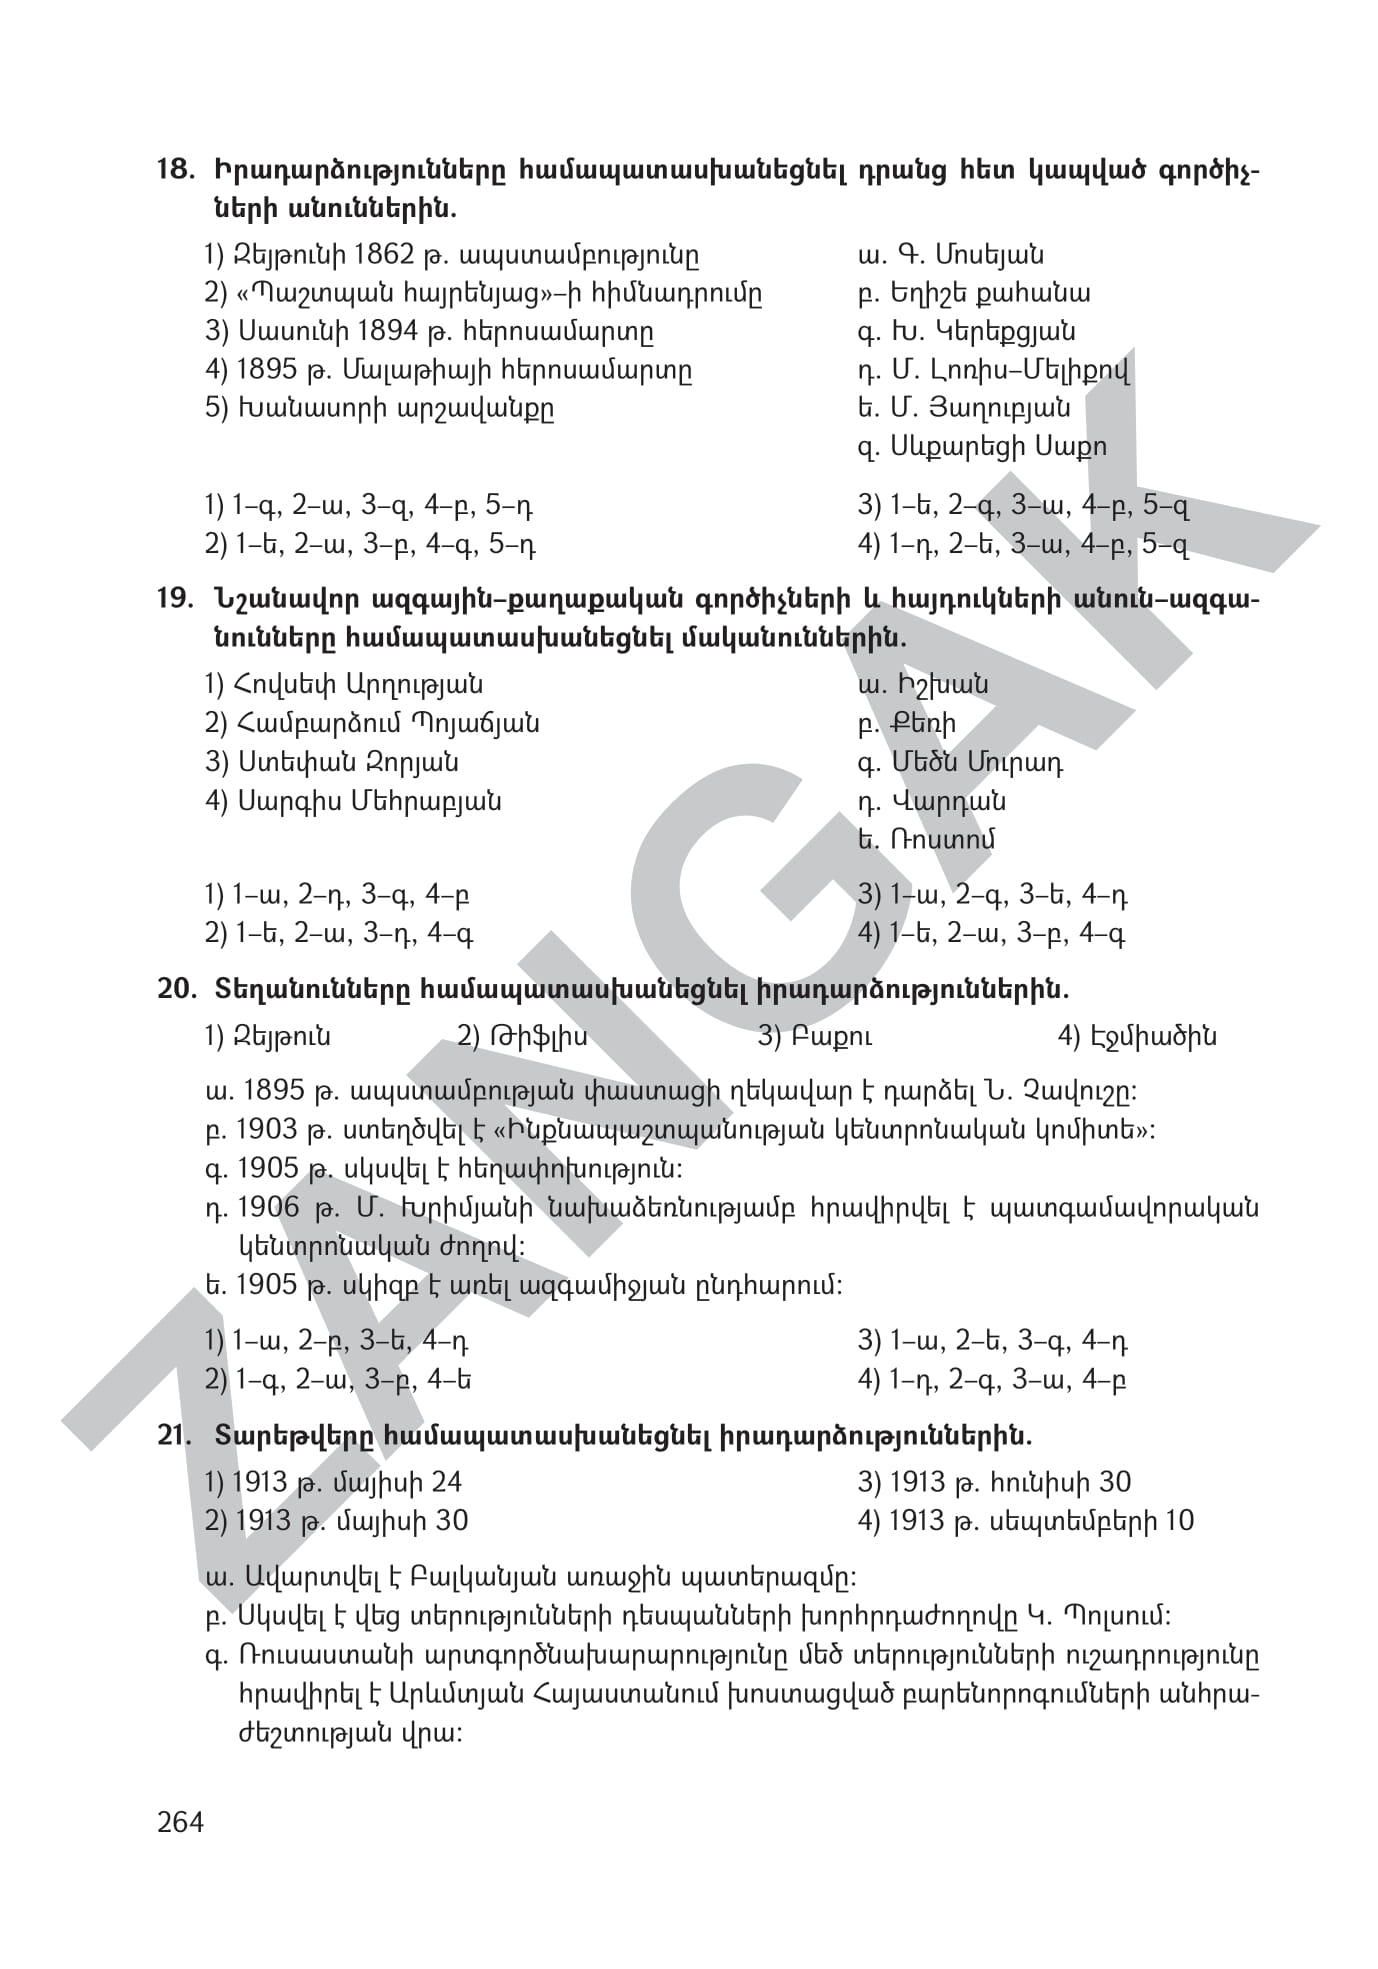 18. Իրադարձությունները համապատասխանեցնել դրանց հետ կապված գործիչ-
ների անուններին.
1) Զեյթունի 1862 թ. ապստամբությունը
ա. Գ. Մոսեյան
2) «Պաշտպան հայրենյաց»–ի հիմնադրումը
բ. Եղիշե քահանա
3) Սասունի 1894 թ. հերոսամարտը
գ. Խ. Կերեքցյան
4) 1895 թ. Մալաթիայի հերոսամարտը
դ. Մ. Լոռիս–Մելիքով
5) Խանասորի արշավանքը
ե. Մ. Յաղուբյան
զ. Սևքարեցի Սաքո
1) 1–գ, 2–ա, 3–զ, 4–բ, 5–դ
3) 1–ե, 2–գ, 3–ա, 4–բ, 5–զ
2) 1–ե, 2–ա, 3–բ, 4–գ, 5–դ
4) 1–դ, 2–ե, 3–ա, 4–բ, 5–զ
19. Նշանավոր ազգային–քաղաքական գործիչների և հայդուկների անուն–ազգա-
նունները համապատասխանեցնել մականուններին.
1) Հովսեփ Արղության
ա. Իշխան
2) Համբարձում Պոյաճյան
բ. Քեռի
3) Ստեփան Զորյան
գ. Մեծն Մուրադ
4) Սարգիս Մեհրաբյան
դ. Վարդան
ե. Ռոստոմ
1) 1–ա, 2–դ, 3–գ, 4–բ
3) 1–ա, 2–գ, 3–ե, 4–դ
2) 1–ե, 2–ա, 3–դ, 4–գ
4) 1–ե, 2–ա, 3–բ, 4–գ
20. Տեղանունները համապատասխանեցնել իրադարձություններին.
1) Զեյթուն 2) Թիֆլիս 3) Բաքու 4) Էջմիածին
ա. 1895 թ. ապստամբության փաստացի ղեկավար է դարձել Ն. Չավուշը:
բ. 1903 թ. ստեղծվել է «Ինքնապաշտպանության կենտրոնական կոմիտե»:
գ. 1905 թ. սկսվել է հեղափոխություն:
դ. 1906 թ. Մ. Խրիմյանի նախաձեռնությամբ հրավիրվել է պատգամավորական
կենտրոնական ժողով:
ե. 1905 թ. սկիզբ է առել ազգամիջյան ընդհարում:
1) 1–ա, 2–բ, 3–ե, 4–դ
3) 1–ա, 2–ե, 3–գ, 4–դ
2) 1–գ, 2–ա, 3–բ, 4–ե
4) 1–դ, 2–գ, 3–ա, 4–բ
21. Տարեթվերը համապատասխանեցնել իրադարձություններին.
1) 1913 թ. մայիսի 24
3) 1913 թ. հունիսի 30
2) 1913 թ. մայիսի 30
4) 1913 թ. սեպտեմբերի 10
ա. Ավարտվել է Բալկանյան առաջին պատերազմը:
բ. Սկսվել է վեց տերությունների դեսպանների խորհրդաժողովը Կ. Պոլսում:
գ. Ռուսաստանի արտգործնախարարությունը մեծ տերությունների ուշադրությունը
հրավիրել է Արևմտյան Հայաստանում խոստացված բարենորոգումների անհրա-
ժեշտության վրա:
264
ZANGAK